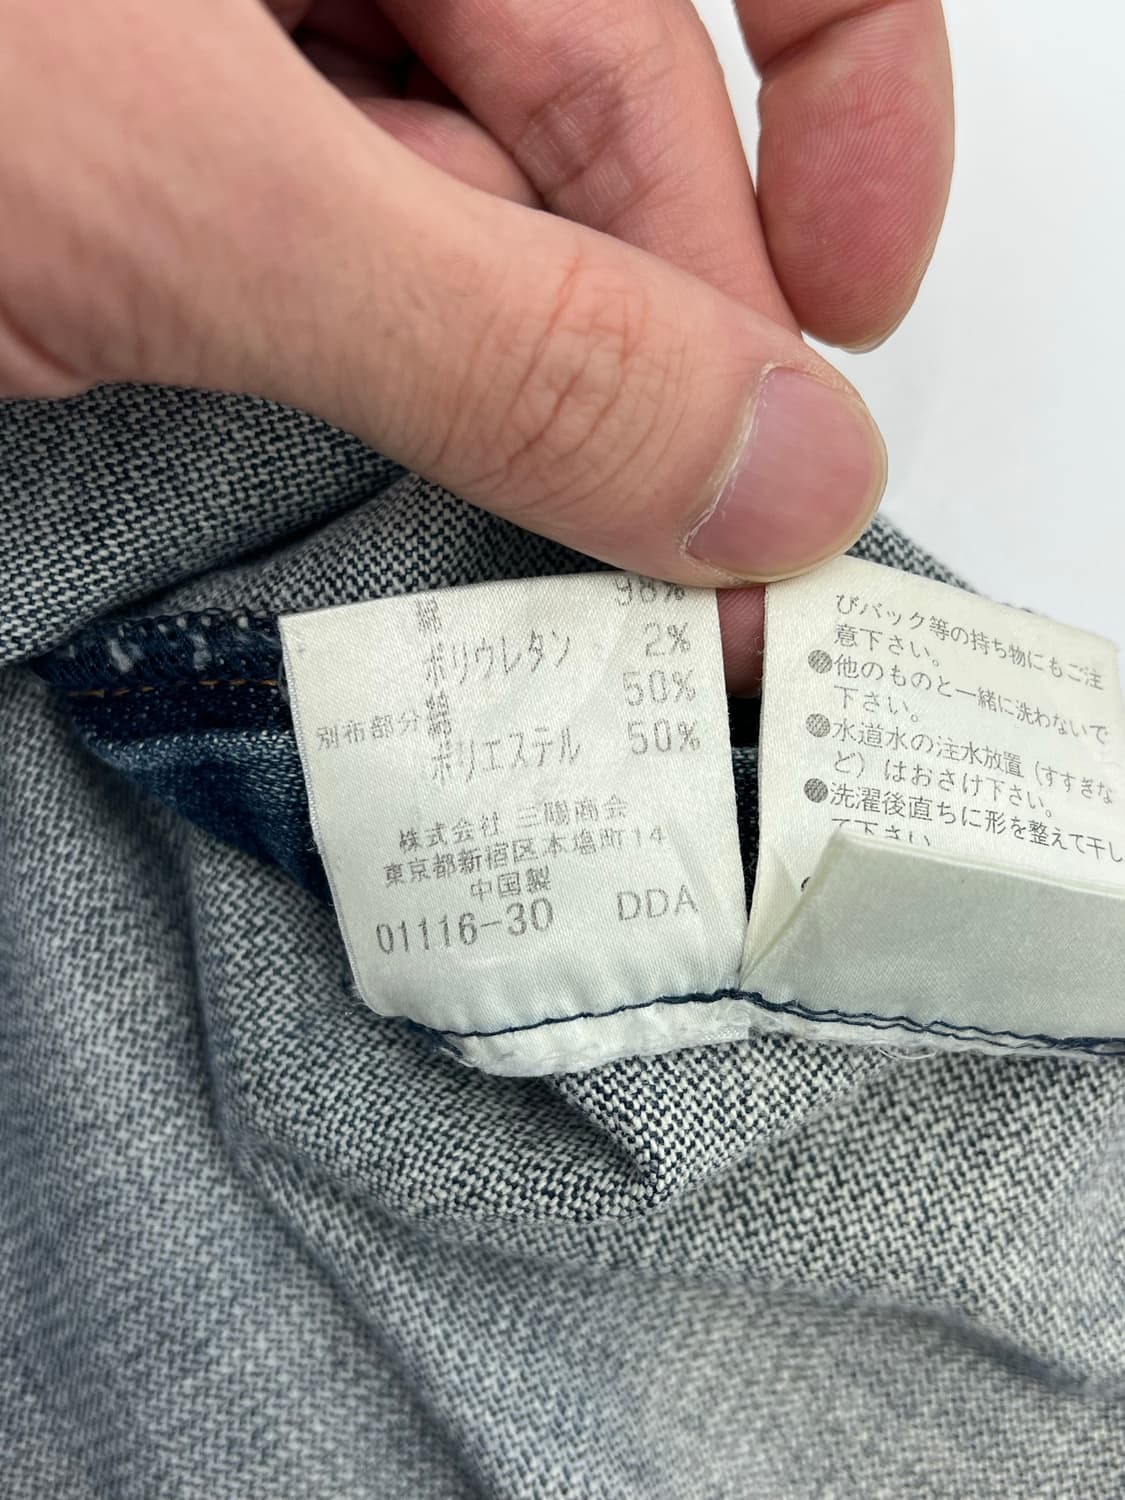 綿 98%
ポリウレタン 2%
別布部分 綿 50%
ポリエステル 50%
株式会社 三陽商会
東京都新宿区本塩町14
中国製
01116-30 DDA
びバック等の持ち物にもご注
意下さい。
●他のものと一緒に洗わないで
下さい。
●水道水の注水放置(すすぎな
ど)はおさけ下さい。
●洗濯後直ちに形を整えて干し
て下さい